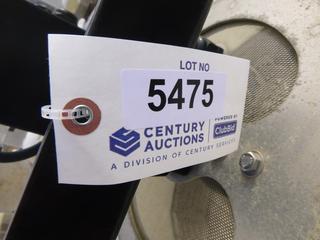 LOT NO
5475
CENTURY
AUCTIONS
POWERED BY
ClubBid
A DIVISION OF CENTURY SERVICES